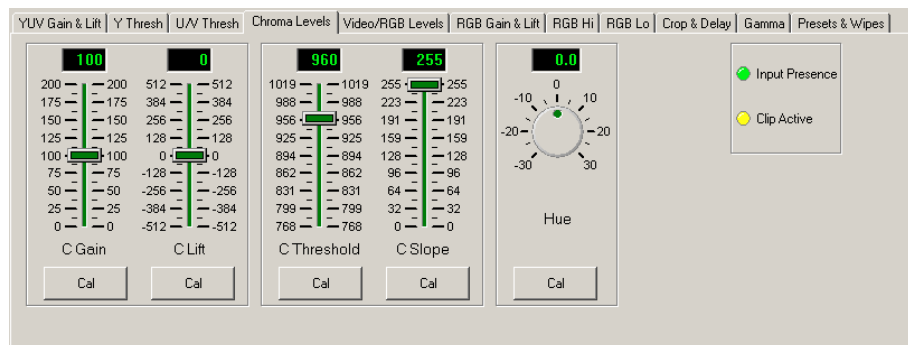 YUV Gain & Lift Y Thresh U/V Thresh Chroma Levels Video/RGB Levels RGB Gain & Lift RGB Hi RGB Lo Crop & Delay Gamma Presets & Wipes
100 0 960 255 0.0
200 200 512 512 1019 1019 255 255 0
175 175 384 384 988 988 223 223 -10 10
150 150 256 256 956 956 191 191
125 125 128 128 925 925 159 159 -20 20
100 100 0 0 894 894 128 128
75 75 -128 -128 862 862 96 96 -30 30
50 50 -256 -256 831 831 64 64
25 25 -384 -384 799 799 32 32
0 0 -512 -512 768 768 0 0
Hue
C Gain C Lift C Threshold C Slope
Cal Cal Cal Cal Cal
Input Presence
Clip Active